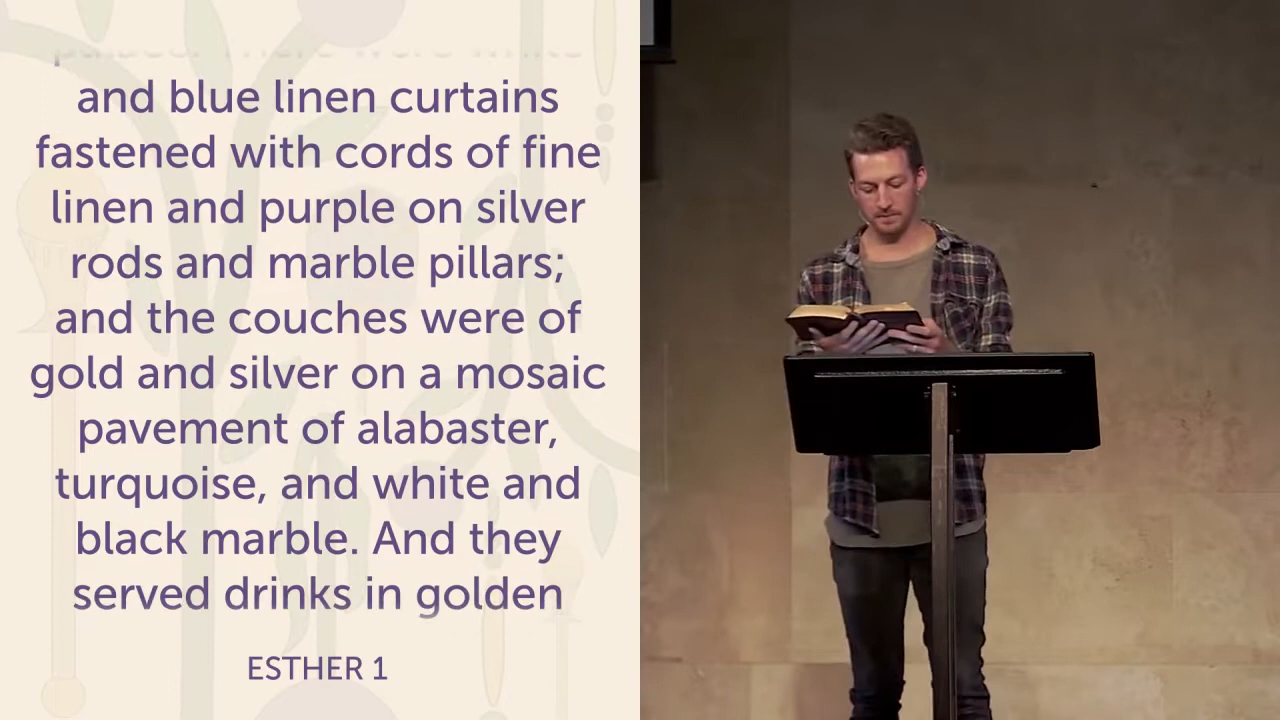 and blue linen curtains
fastened with cords of fine
linen and purple on silver
rods and marble pillars;
and the couches were of
gold and silver on a mosaic
pavement of alabaster,
turquoise, and white and
black marble. And they
served drinks in golden
ESTHER 1